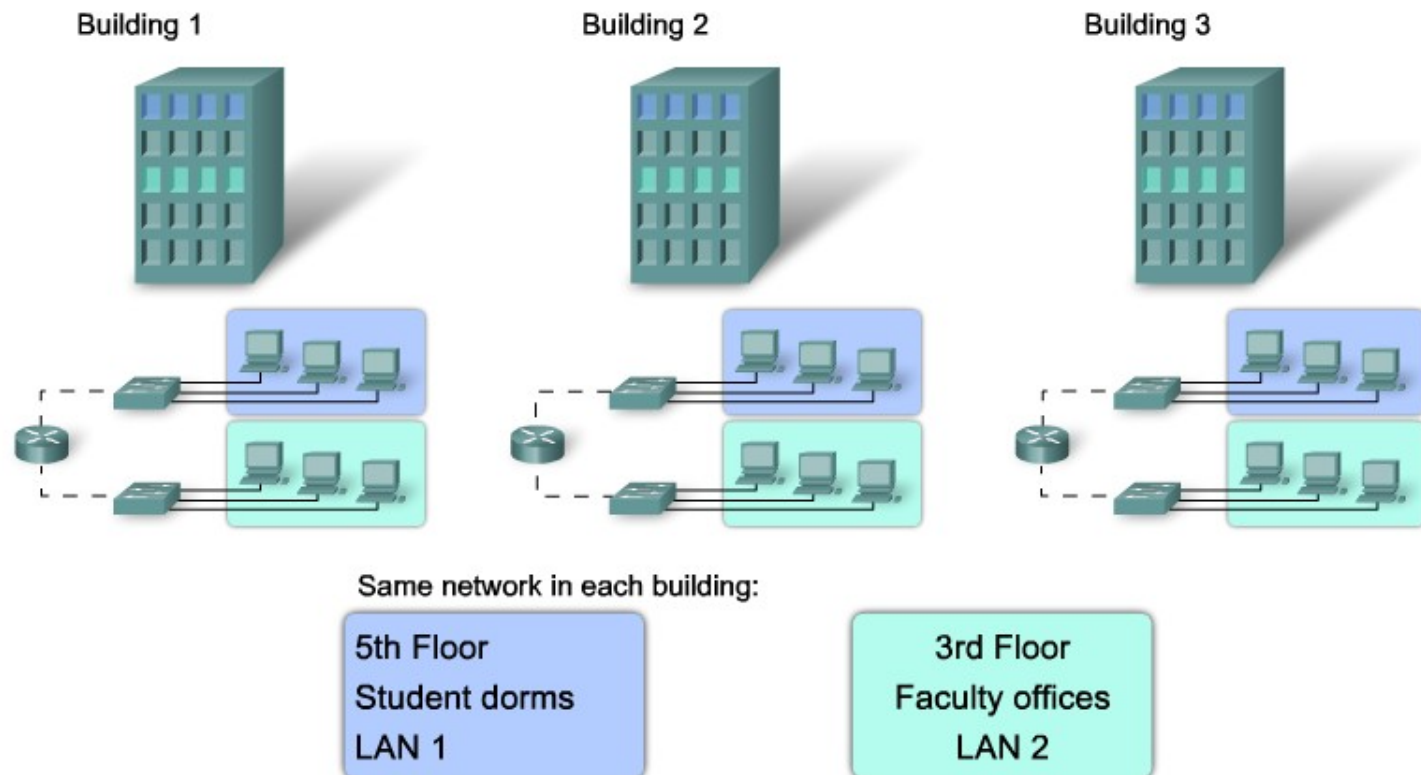 Building 1
Building 2
Building 3
Same network in each building:
5th Floor
Student dorms
LAN 1
3rd Floor
Faculty offices
LAN 2